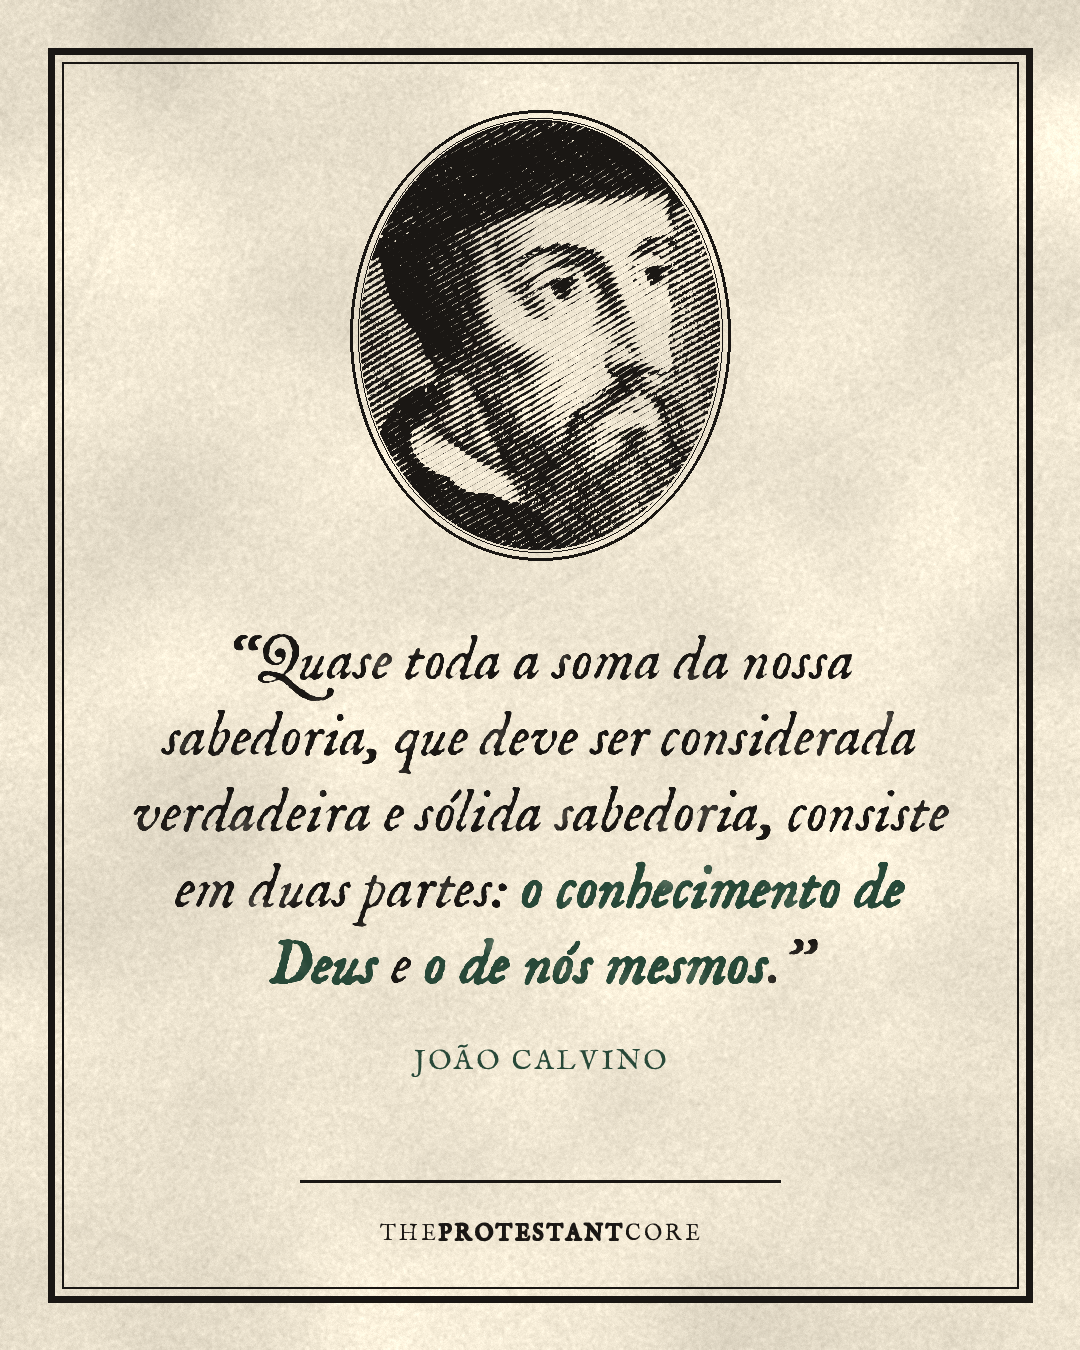 “Quase toda a soma da nossa
sabedoria, que deve ser considerada
verdadeira e sólida sabedoria, consiste
em duas partes: o conhecimento de
Deus e o de nós mesmos.”
JOÃO CALVINO
THEPROTESTANTCORE